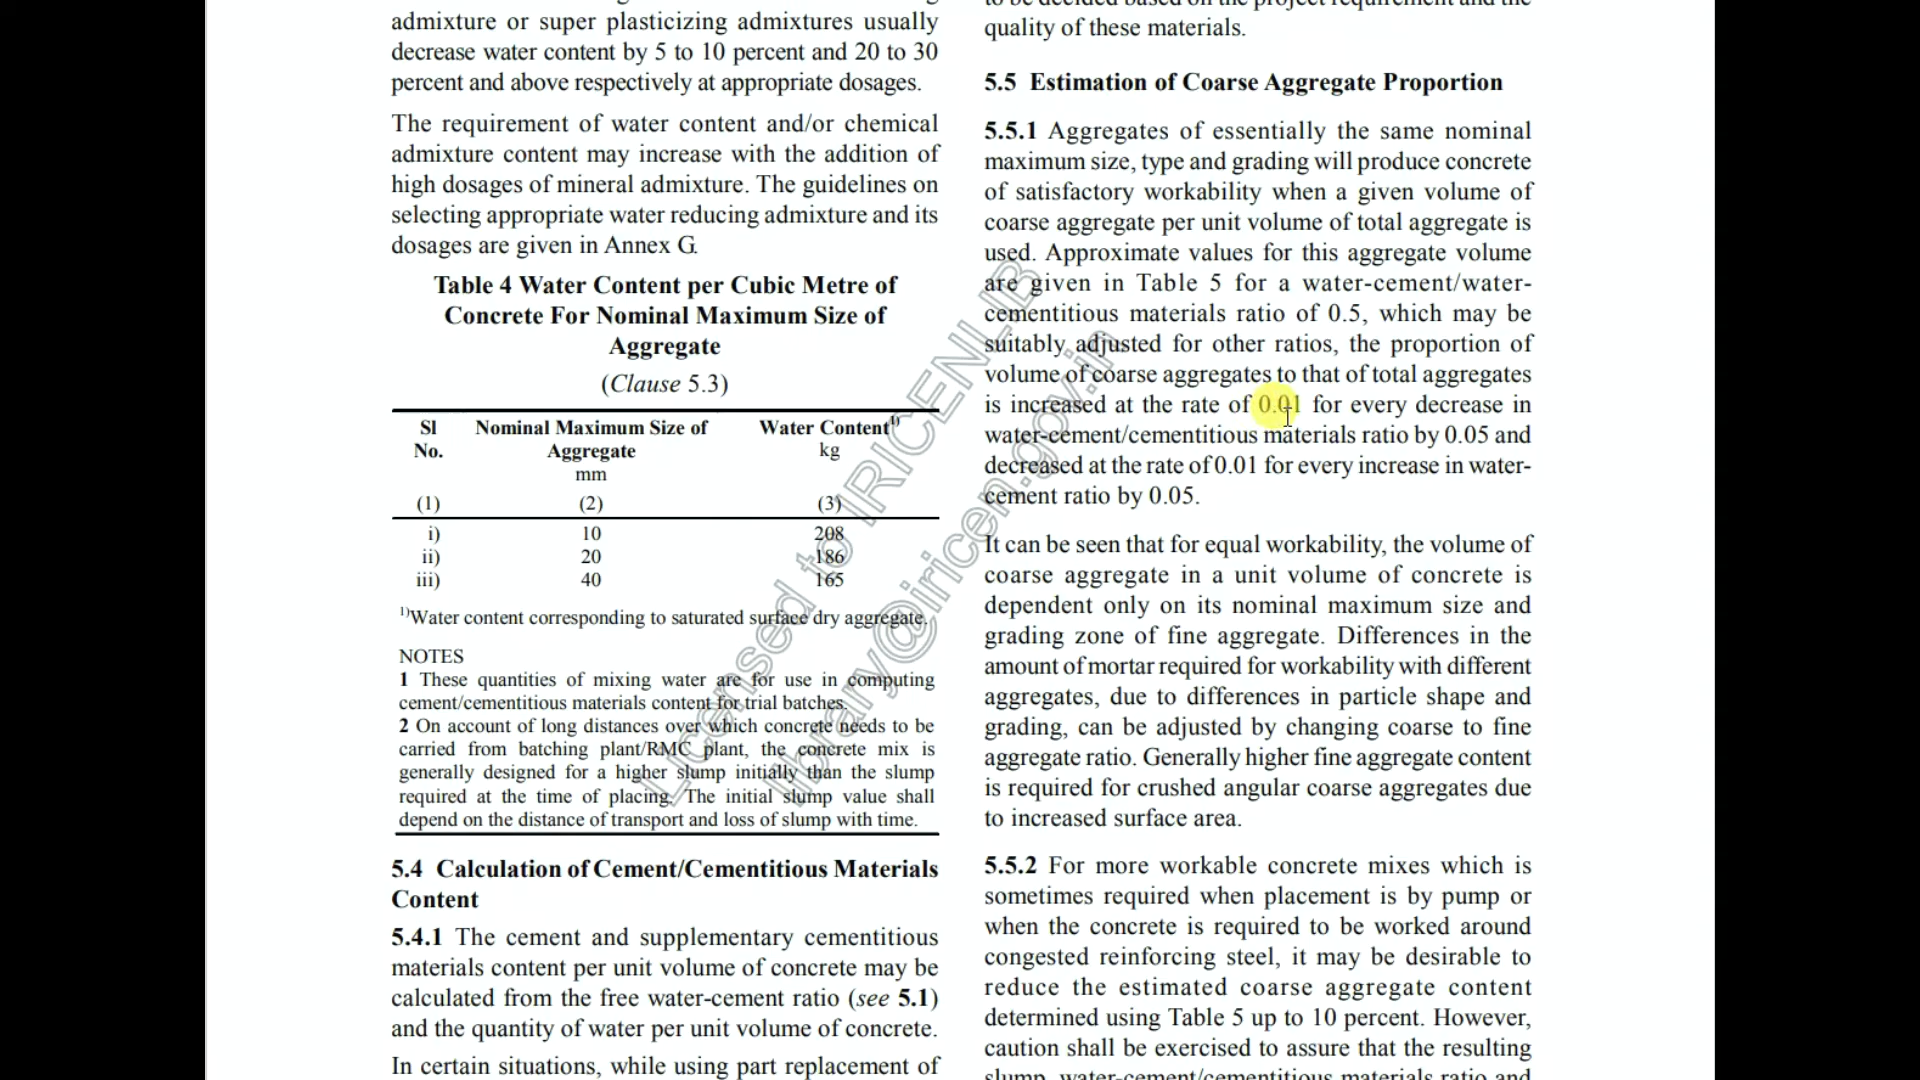 admixture or super plasticizing admixtures usually
decrease water content by 5 to 10 percent and 20 to 30
percent and above respectively at appropriate dosages.
The requirement of water content and/or chemical
admixture content may increase with the addition of
high dosages of mineral admixture. The guidelines on
selecting appropriate water reducing admixture and its
dosages are given in Annex G.
Table 4 Water Content per Cubic Metre of
Concrete For Nominal Maximum Size of
Aggregate
(Clause 5.3)
Sl Nominal Maximum Size of Water Content1)
No. Aggregate kg
mm
(1) (2) (3)
i) 10 208
ii) 20 186
iii) 40 165
1)Water content corresponding to saturated surface dry aggregate.
NOTES
1 These quantities of mixing water are for use in computing
cement/cementitious materials content for trial batches.
2 On account of long distances over which concrete needs to be
carried from batching plant/RMC plant, the concrete mix is
generally designed for a higher slump initially than the slump
required at the time of placing. The initial slump value shall
depend on the distance of transport and loss of slump with time.
5.4 Calculation of Cement/Cementitious Materials
Content
5.4.1 The cement and supplementary cementitious
materials content per unit volume of concrete may be
calculated from the free water-cement ratio (see 5.1)
and the quantity of water per unit volume of concrete.
In certain situations, while using part replacement of
to be decided based on the project requirement and the
quality of these materials.
5.5 Estimation of Coarse Aggregate Proportion
5.5.1 Aggregates of essentially the same nominal
maximum size, type and grading will produce concrete
of satisfactory workability when a given volume of
coarse aggregate per unit volume of total aggregate is
used. Approximate values for this aggregate volume
are given in Table 5 for a water-cement/water-
cementitious materials ratio of 0.5, which may be
suitably adjusted for other ratios, the proportion of
volume of coarse aggregates to that of total aggregates
is increased at the rate of 0.01 for every decrease in
water-cement/cementitious materials ratio by 0.05 and
decreased at the rate of 0.01 for every increase in water-
cement ratio by 0.05.
It can be seen that for equal workability, the volume of
coarse aggregate in a unit volume of concrete is
dependent only on its nominal maximum size and
grading zone of fine aggregate. Differences in the
amount of mortar required for workability with different
aggregates, due to differences in particle shape and
grading, can be adjusted by changing coarse to fine
aggregate ratio. Generally higher fine aggregate content
is required for crushed angular coarse aggregates due
to increased surface area.
5.5.2 For more workable concrete mixes which is
sometimes required when placement is by pump or
when the concrete is required to be worked around
congested reinforcing steel, it may be desirable to
reduce the estimated coarse aggregate content
determined using Table 5 up to 10 percent. However,
caution shall be exercised to assure that the resulting
slump, water-cement/cementitious materials ratio and
Licensed to IRICENLIB
library@iricen.gov.in